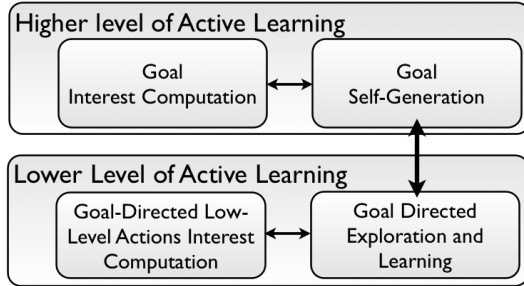 Higher level of Active Learning
Goal
Interest Computation
Goal
Self-Generation
Lower Level of Active Learning
Goal-Directed Low-
Level Actions Interest
Computation
Goal Directed
Exploration and
Learning